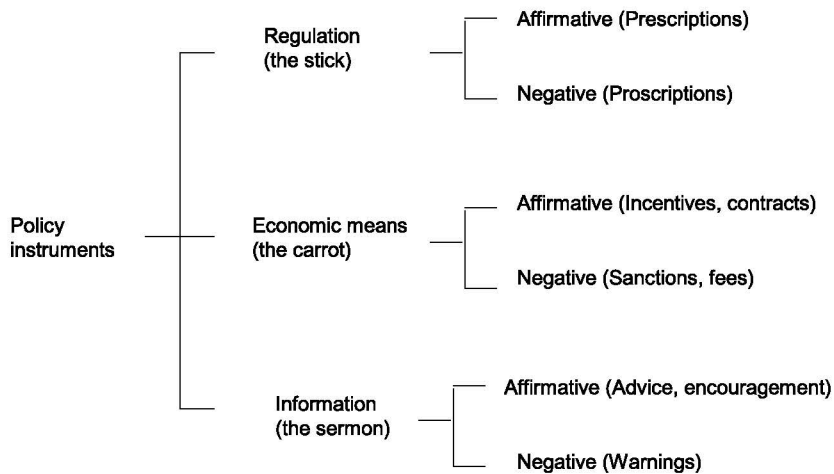 Regulation
(the stick)
Affirmative (Prescriptions)
Negative (Proscriptions)
Policy
instruments
Economic means
(the carrot)
Affirmative (Incentives, contracts)
Negative (Sanctions, fees)
Information
(the sermon)
Affirmative (Advice, encouragement)
Negative (Warnings)